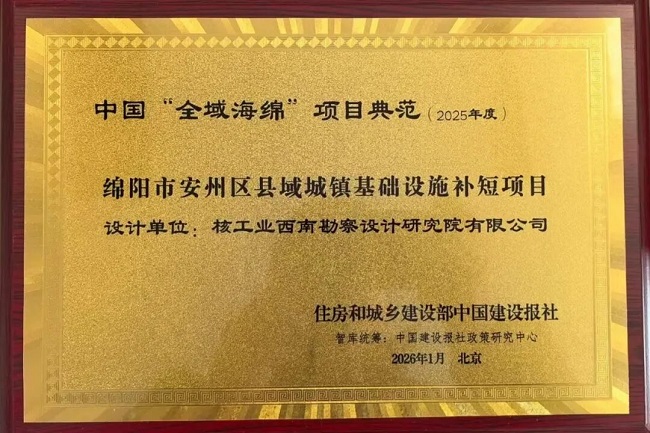 中国“全域海绵”项目典范（2025年度）
绵阳市安州区县域城镇基础设施补短项目
设计单位：核工业西南勘察设计研究院有限公司
住房和城乡建设部中国建设报社
智库统筹：中国建设报社政策研究中心
2026年1月 北京